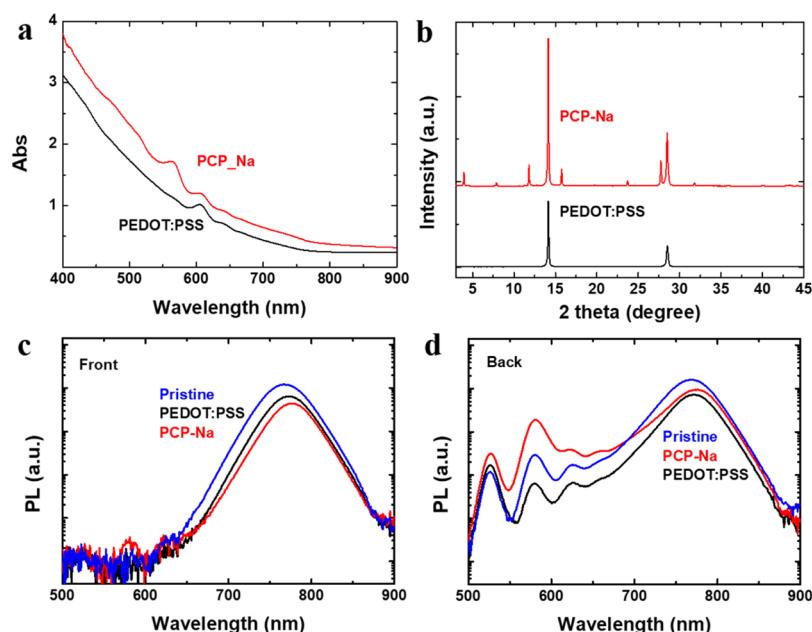 a
Abs
4
3
2
1
PCP_Na
PEDOT:PSS
400 500 600 700 800 900
Wavelength (nm)
b
Intensity (a.u.)
PCP-Na
PEDOT:PSS
5 10 15 20 25 30 35 40 45
2 theta (degree)
c
Front
PL (a.u.)
Pristine
PEDOT:PSS
PCP-Na
500 600 700 800 900
Wavelength (nm)
d
Back
PL (a.u.)
Pristine
PCP-Na
PEDOT:PSS
500 600 700 800 900
Wavelength (nm)